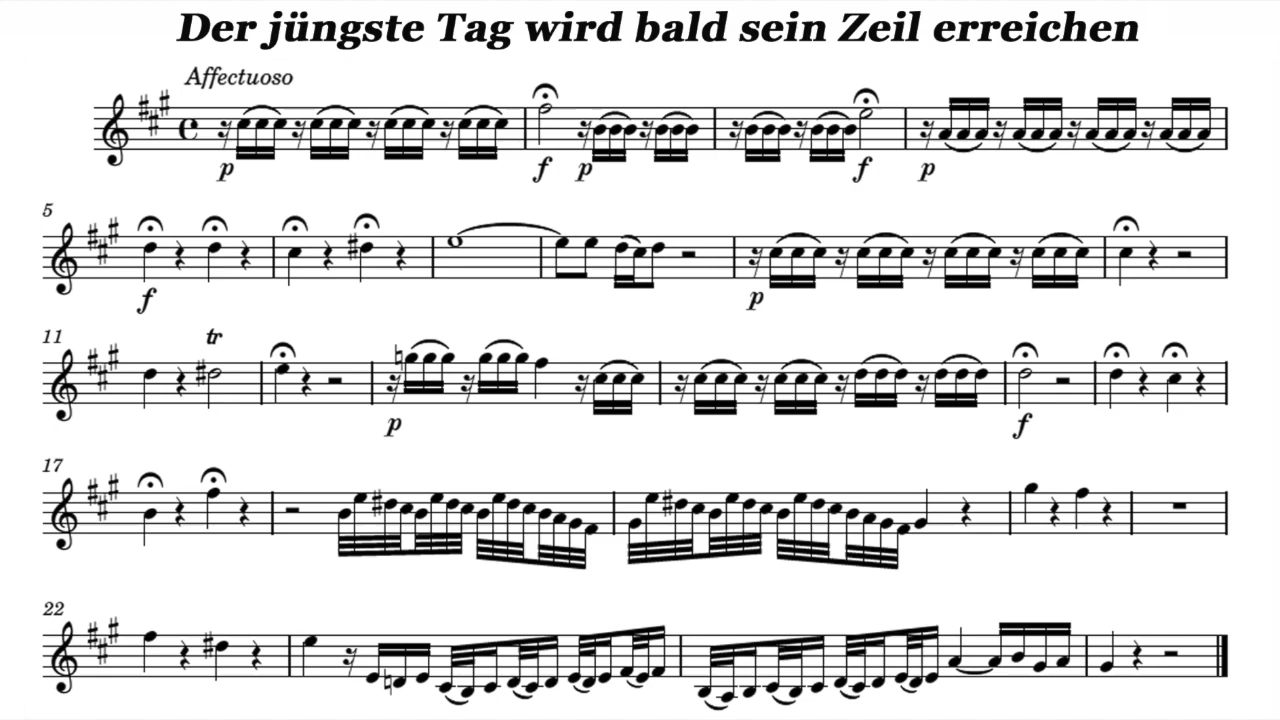 Der jüngste Tag wird bald sein Zeil erreichen
Affectuoso
p f p f p
5
f p
11
tr
p f
17
22